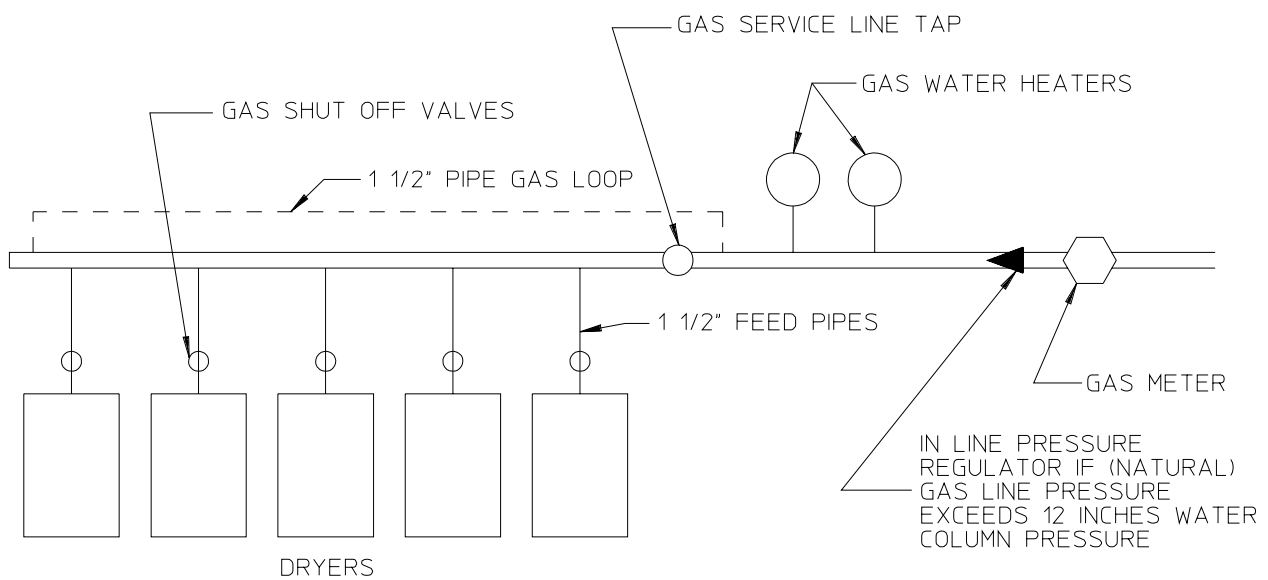 GAS SERVICE LINE TAP
GAS WATER HEATERS
GAS SHUT OFF VALVES
1 1/2" PIPE GAS LOOP
1 1/2" FEED PIPES
GAS METER
IN LINE PRESSURE
REGULATOR IF (NATURAL)
GAS LINE PRESSURE
EXCEEDS 12 INCHES WATER
COLUMN PRESSURE
DRYERS